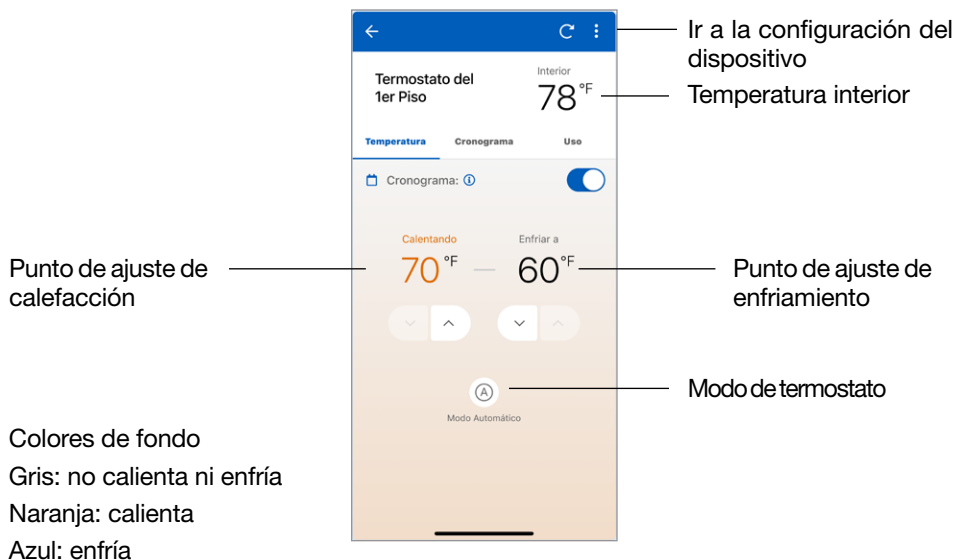 Ir a la configuración del
dispositivo
Termostato del
1er Piso
Interior
78°F
Temperatura interior
Temperatura
Cronograma
Uso
Cronograma:
Punto de ajuste de
calefacción
Calentando
70°F
—
Enfriar a
60°F
Punto de ajuste de
enfriamiento
A
Modo Automático
Modo de termostato
Colores de fondo
Gris: no calienta ni enfría
Naranja: calienta
Azul: enfría